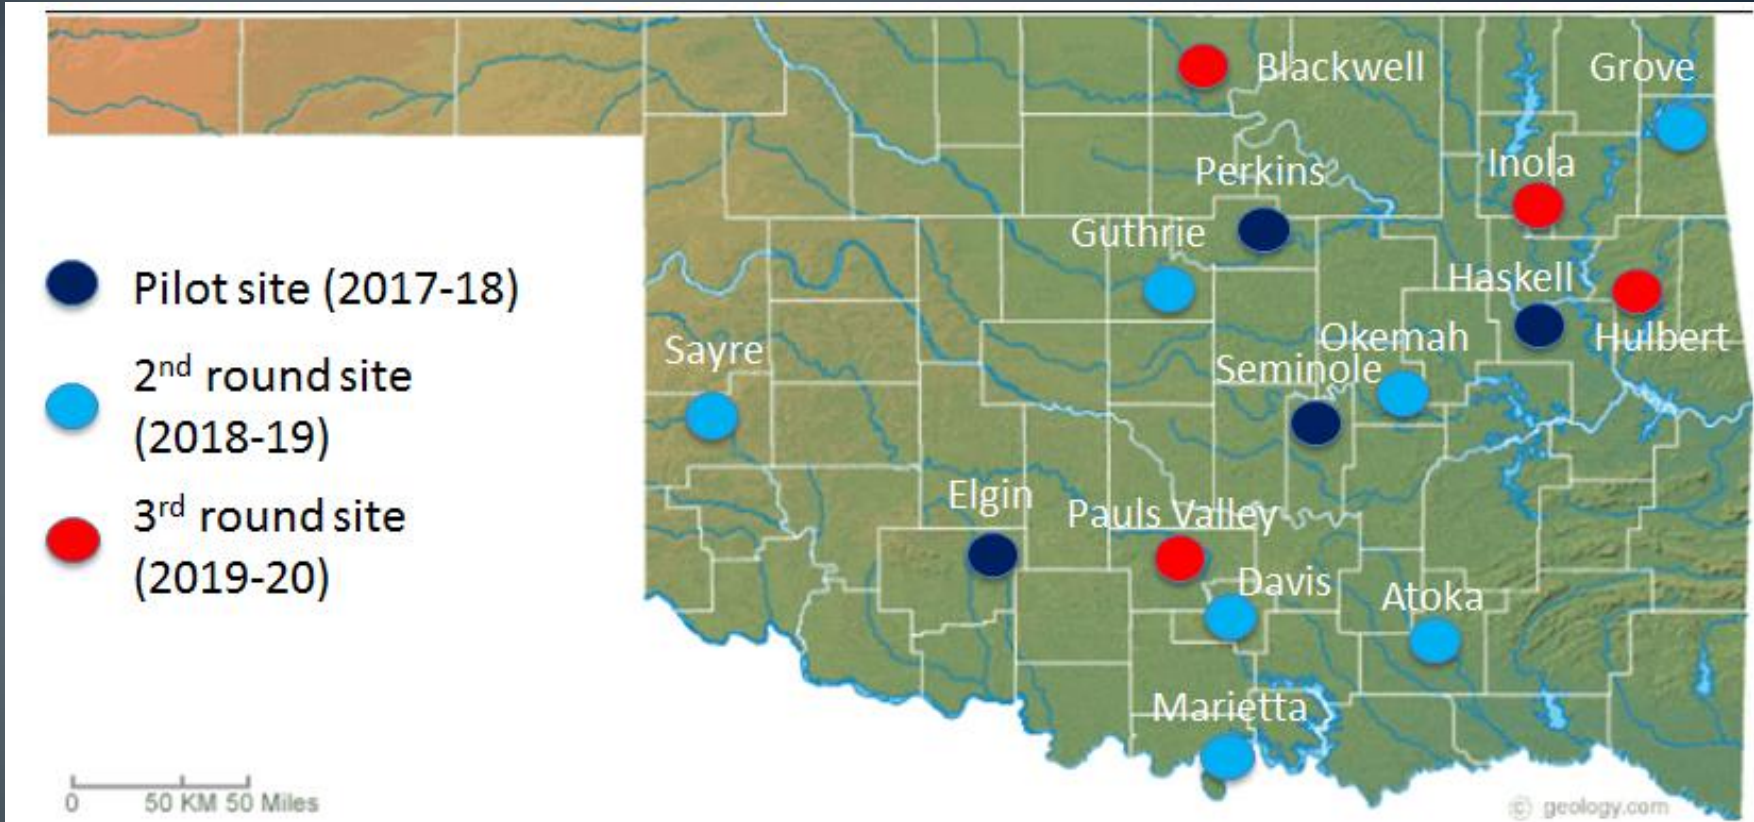 Blackwell
Grove
Perkins
Inola
Guthrie
Haskell
Pilot site (2017-18)
Okemah
Hulbert
Sayre
Seminole
2nd round site
(2018-19)
Elgin
Pauls Valley
3rd round site
(2019-20)
Davis
Atoka
Marietta
0 50 KM 50 Miles
© geology.com